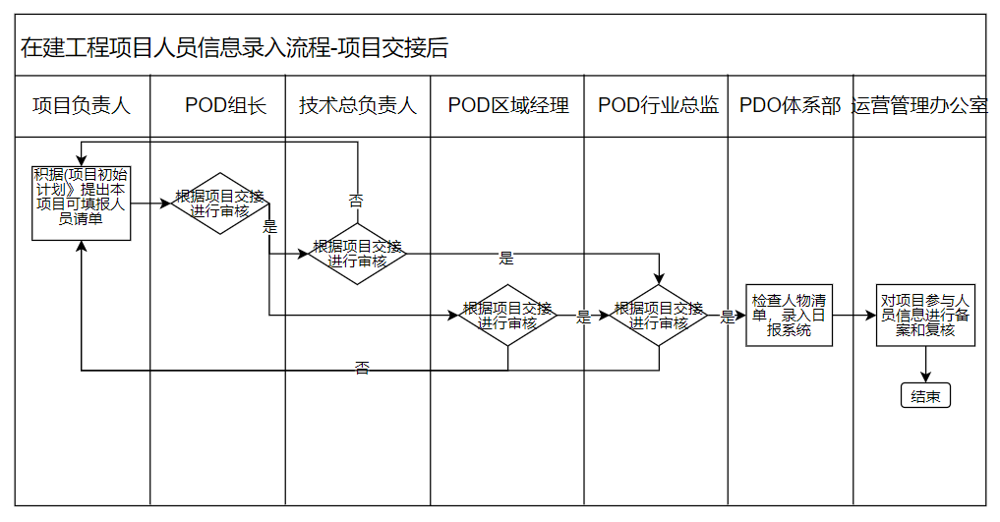 在建工程项目人员信息录入流程-项目交接后
项目负责人
POD组长
技术总负责人
POD区域经理
POD行业总监
PDO体系部
运营管理办公室
积据(项目初始
计划》提出本
项目可填报人
员请单
根据项目交接
进行审核
是
否
根据项目交接
进行审核
是
根据项目交接
进行审核
是
根据项目交接
进行审核
是
检查人物清
单，录入日
报系统
对项目参与人
员信息进行备
案和复核
否
结束